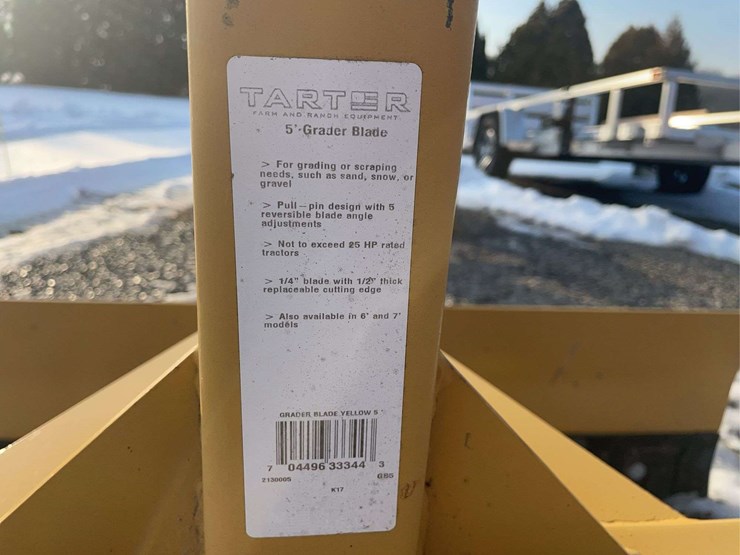 TARTER
FARM AND RANCH EQUIPMENT
5' Grader Blade
> For grading or scraping
needs, such as sand, snow, or
gravel
> Pull-pin design with 5
reversible blade angle
adjustments
> Not to exceed 25 HP rated
tractors
> 1/4" blade with 1/2" thick
replaceable cutting edge
> Also available in 6' and 7'
models
GRADER BLADE YELLOW 5'
7 04496 33344 3
2130005
K17